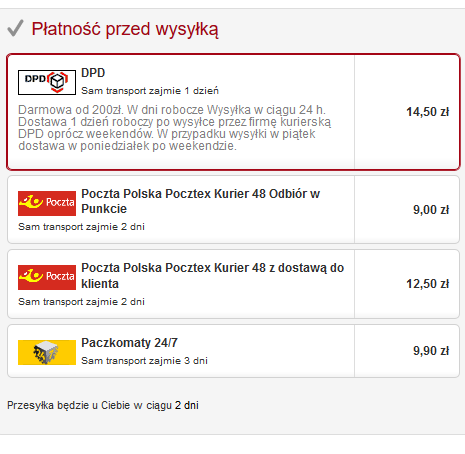 Płatność przed wysyłką
DPD
DPD
Sam transport zajmie 1 dzień
Darmowa od 200zł. W dni robocze Wysyłka w ciągu 24 h.
Dostawa 1 dzień roboczy po wysyłce przez firmę kurierską
DPD oprócz weekendów. W przypadku wysyłki w piątek
dostawa w poniedziałek po weekendzie.
14,50 zł
Poczta
Poczta Polska Pocztex Kurier 48 Odbiór w
Punkcie
Sam transport zajmie 2 dni
9,00 zł
Poczta
Poczta Polska Pocztex Kurier 48 z dostawą do
klienta
Sam transport zajmie 2 dni
12,50 zł
Paczkomaty 24/7
Sam transport zajmie 3 dni
9,90 zł
Przesyłka będzie u Ciebie w ciągu 2 dni